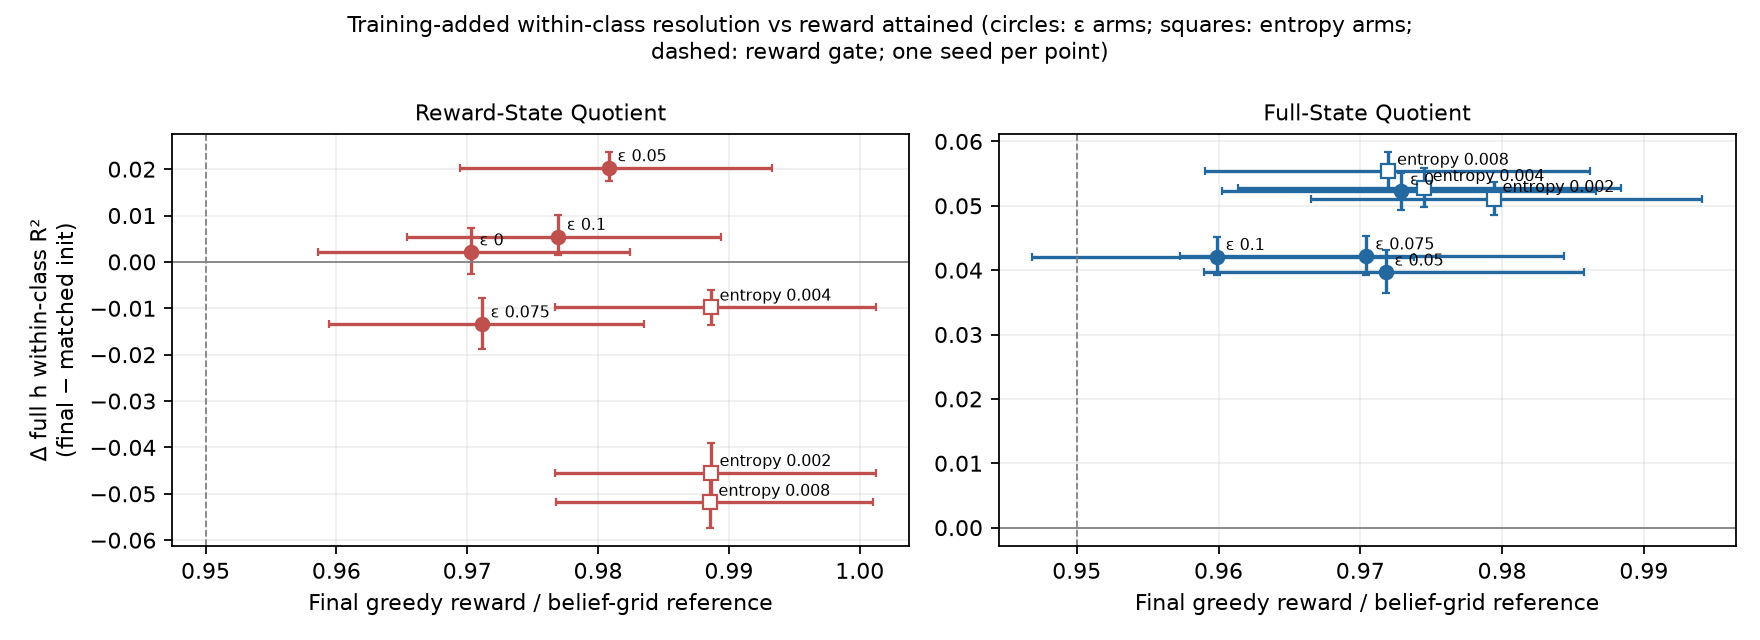 Training-added within-class resolution vs reward attained (circles: ε arms; squares: entropy arms;
dashed: reward gate; one seed per point)
Reward-State Quotient
Δ full h within-class R²
(final − matched init)
0.02
0.01
0.00
−0.01
−0.02
−0.03
−0.04
−0.05
−0.06
ε 0.05
ε 0.1
ε 0
entropy 0.004
ε 0.075
entropy 0.002
entropy 0.008
0.95
0.96
0.97
0.98
0.99
1.00
Final greedy reward / belief-grid reference
Full-State Quotient
0.06
0.05
0.04
0.03
0.02
0.01
0.00
entropy 0.008
entropy 0.004
ε 0
entropy 0.002
ε 0.1
ε 0.075
ε 0.05
0.95
0.96
0.97
0.98
0.99
Final greedy reward / belief-grid reference